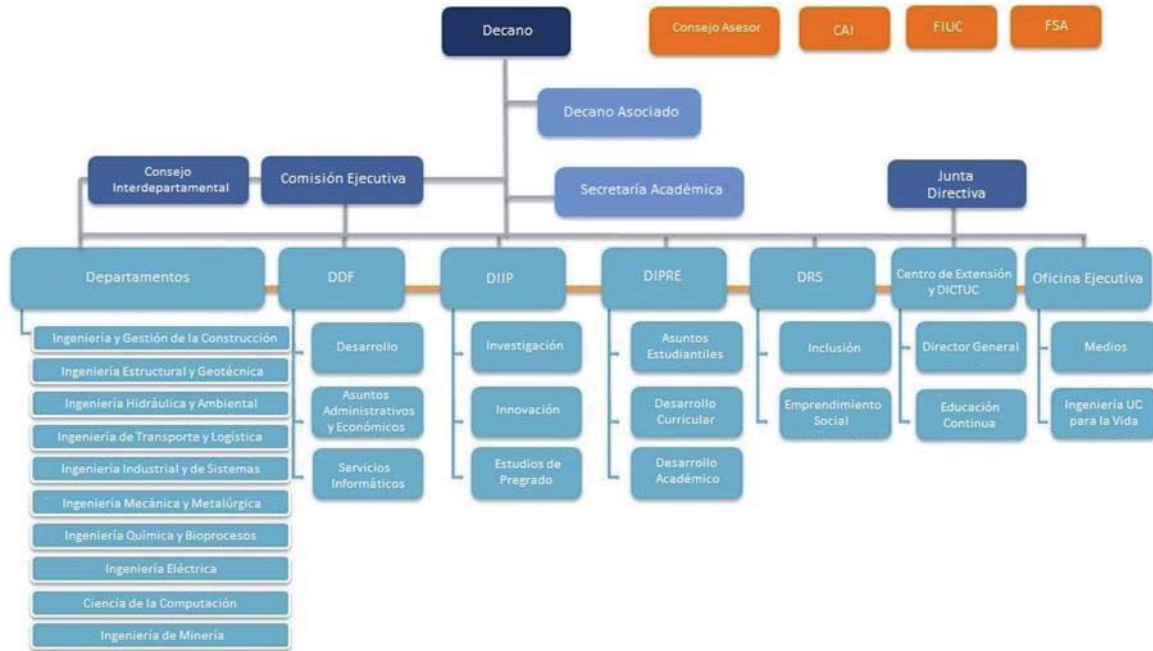 Decano
Consejo Asesor
CAI
FIUC
FSA
Decano Asociado
Consejo
Interdepartamental
Comisión Ejecutiva
Secretaría Académica
Junta
Directiva
Departamentos
DDF
DIIP
DIPRE
DRS
Centro de Extensión
y DICTUC
Oficina Ejecutiva
Ingeniería y Gestión de la Construcción
Ingeniería Estructural y Geotécnica
Ingeniería Hidráulica y Ambiental
Ingeniería de Transporte y Logística
Ingeniería Industrial y de Sistemas
Ingeniería Mecánica y Metalúrgica
Ingeniería Química y Bioprocesos
Ingeniería Eléctrica
Ciencia de la Computación
Ingeniería de Minería
Desarrollo
Asuntos
Administrativos
y Económicos
Servicios
Informáticos
Investigación
Innovación
Estudios de
Pregrado
Asuntos
Estudiantiles
Desarrollo
Curricular
Desarrollo
Académico
Inclusión
Emprendimiento
Social
Director General
Educación
Continua
Medios
Ingeniería UC
para la Vida